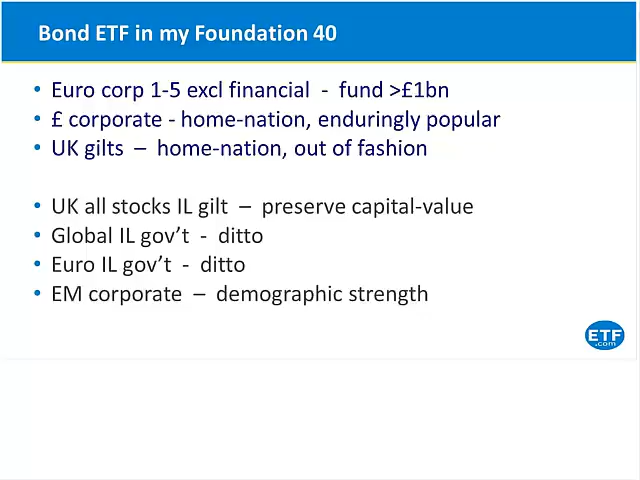 Bond ETF in my Foundation 40
• Euro corp 1-5 excl financial - fund >£1bn
• £ corporate - home-nation, enduringly popular
• UK gilts – home-nation, out of fashion
• UK all stocks IL gilt – preserve capital-value
• Global IL gov't - ditto
• Euro IL gov't - ditto
• EM corporate – demographic strength
ETF
.com